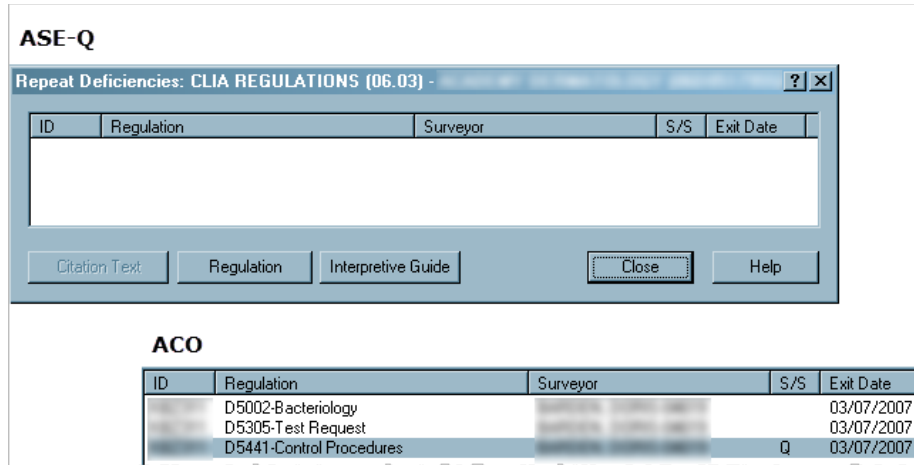 ASE-Q
Repeat Deficiencies: CLIA REGULATIONS (06.03) -
ID Regulation Surveyor S/S Exit Date
Citation Text Regulation Interpretive Guide Close Help
ACO
ID Regulation Surveyor S/S Exit Date
D5002-Bacteriology 03/07/2007
D5305-Test Request 03/07/2007
D5441-Control Procedures Q 03/07/2007